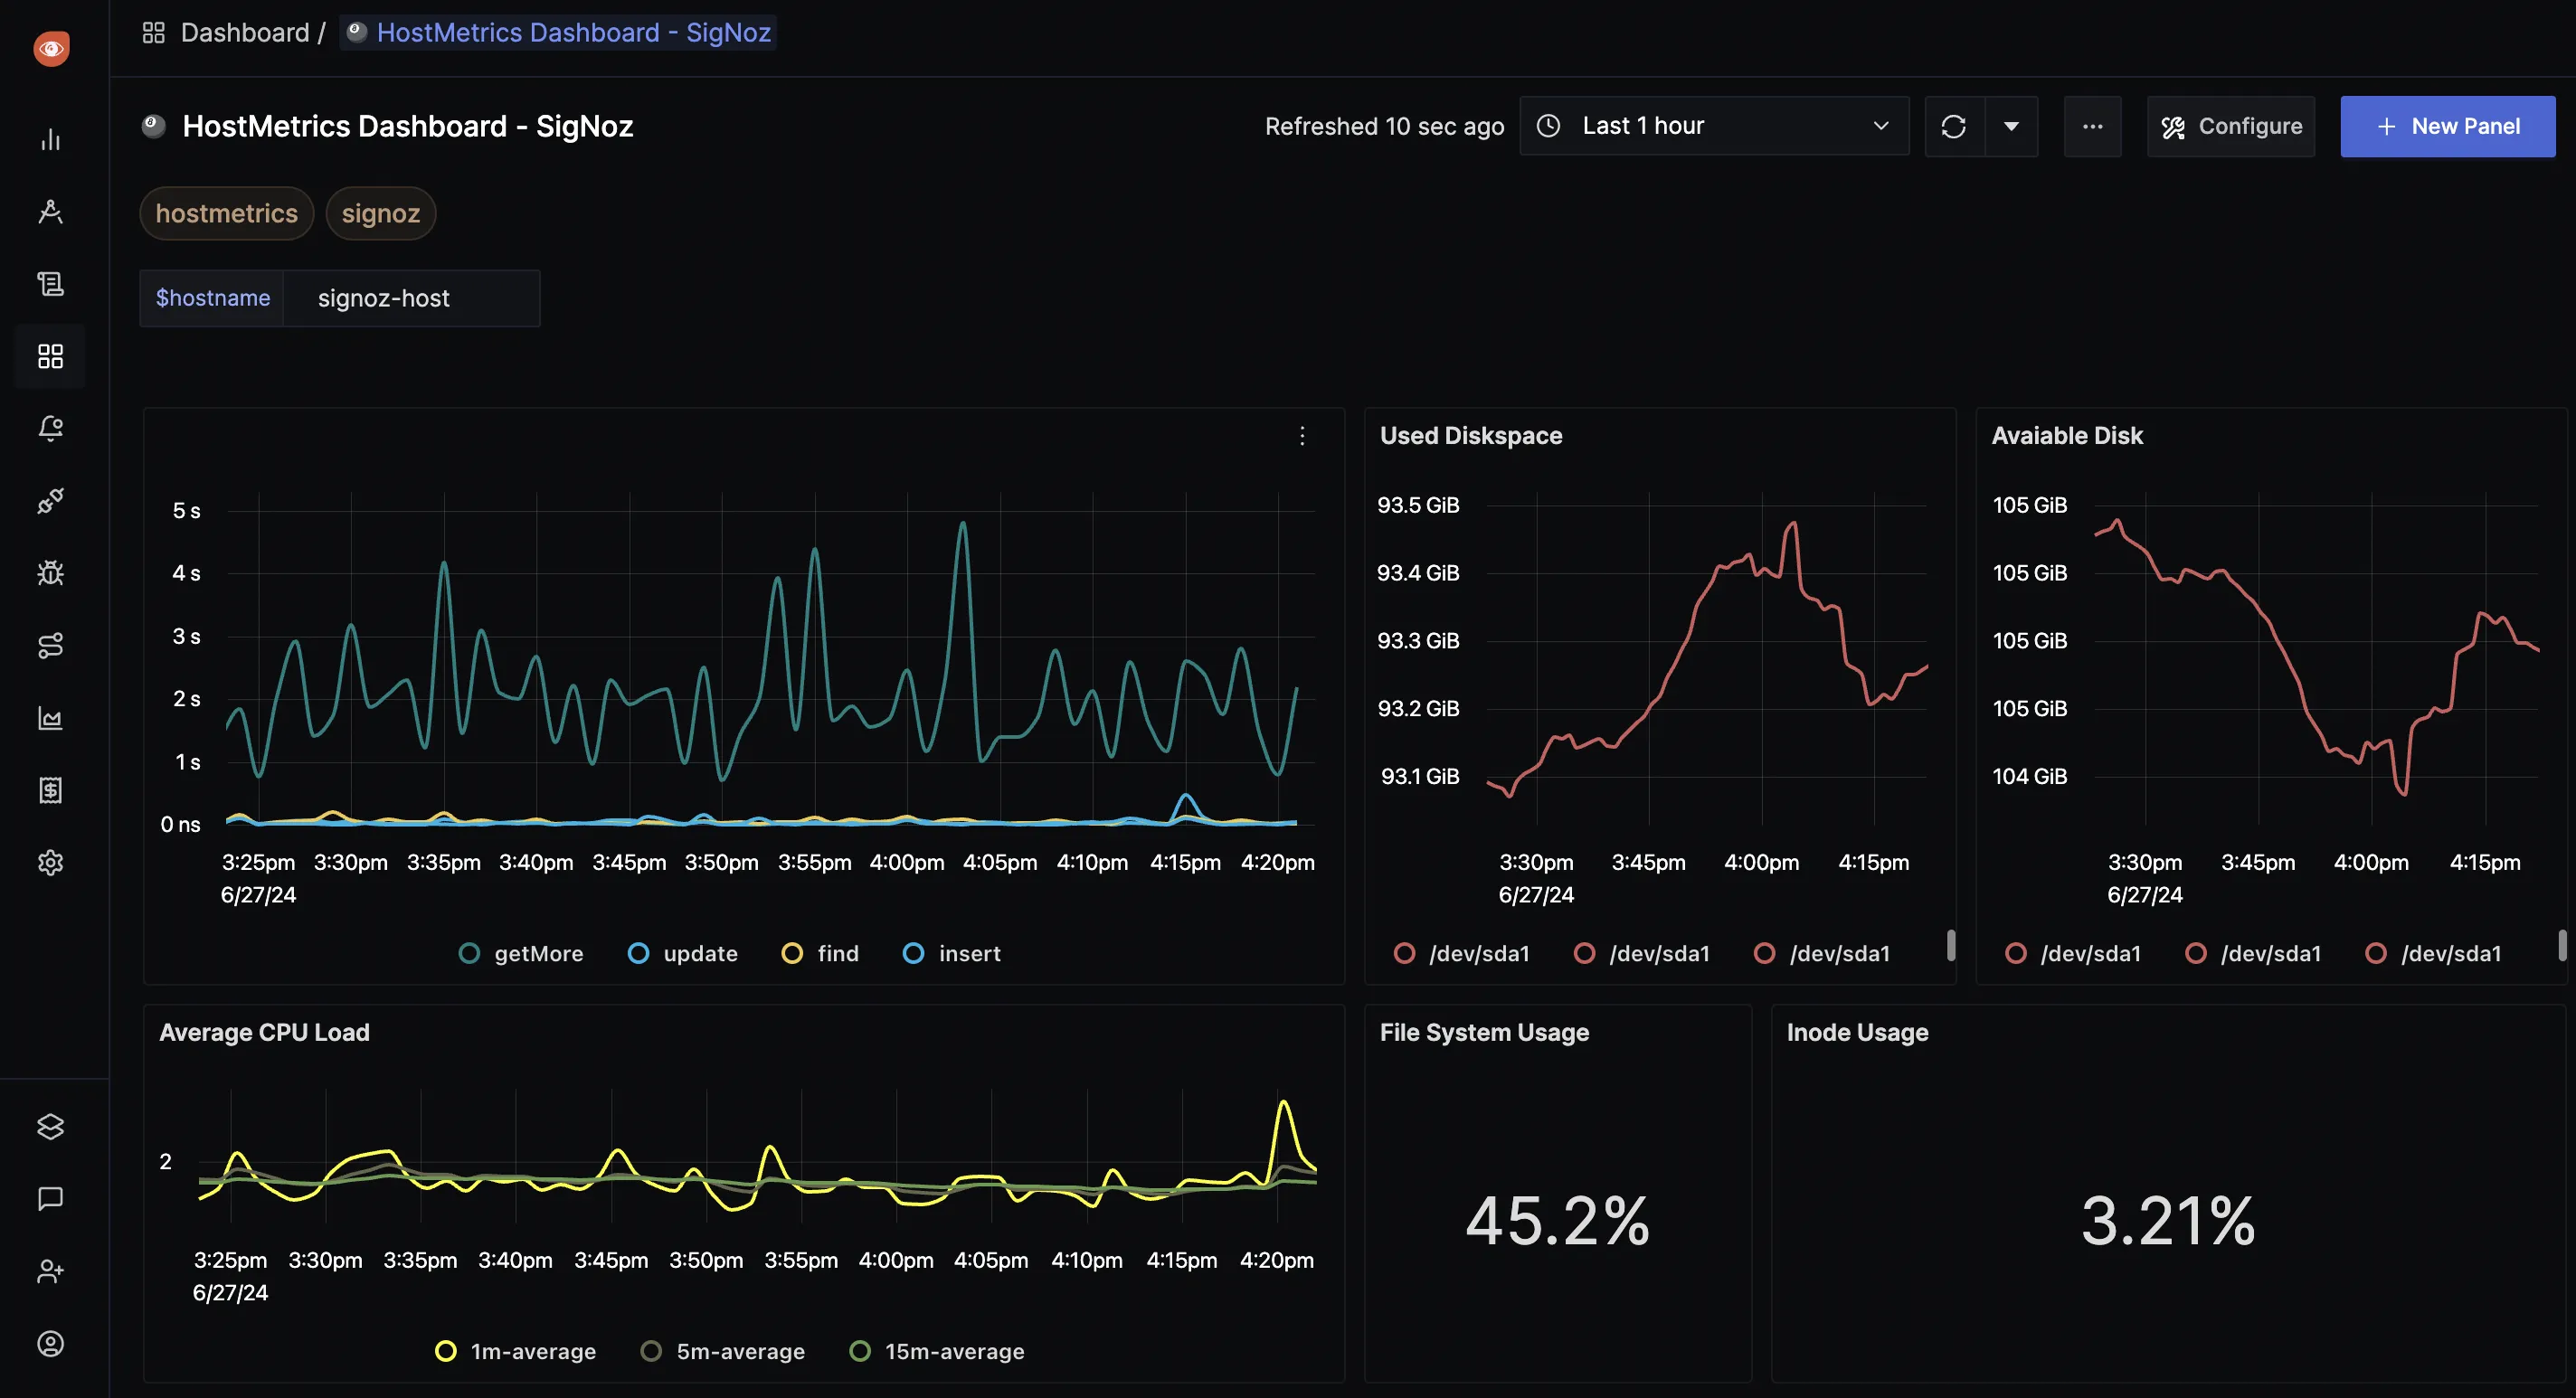 Dashboard / HostMetrics Dashboard - SigNoz
HostMetrics Dashboard - SigNoz
Refreshed 10 sec ago
Last 1 hour
Configure
+ New Panel
hostmetrics
signoz
$hostname
signoz-host
5 s
4 s
3 s
2 s
1 s
0 ns
3:25pm 3:30pm 3:35pm 3:40pm 3:45pm 3:50pm 3:55pm 4:00pm 4:05pm 4:10pm 4:15pm 4:20pm
6/27/24
getMore update find insert
Used Diskspace
93.5 GiB
93.4 GiB
93.3 GiB
93.2 GiB
93.1 GiB
3:30pm 3:45pm 4:00pm 4:15pm
6/27/24
/dev/sda1 /dev/sda1 /dev/sda1
Avaiable Disk
105 GiB
105 GiB
105 GiB
105 GiB
104 GiB
3:30pm 3:45pm 4:00pm 4:15pm
6/27/24
/dev/sda1 /dev/sda1 /dev/sda1
Average CPU Load
2
3:25pm 3:30pm 3:35pm 3:40pm 3:45pm 3:50pm 3:55pm 4:00pm 4:05pm 4:10pm 4:15pm 4:20pm
6/27/24
1m-average 5m-average 15m-average
File System Usage
45.2%
Inode Usage
3.21%